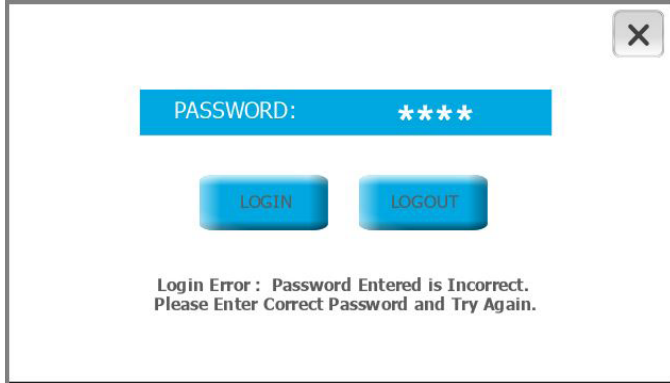 PASSWORD: ****
LOGIN LOGOUT
Login Error : Password Entered is Incorrect.
Please Enter Correct Password and Try Again.